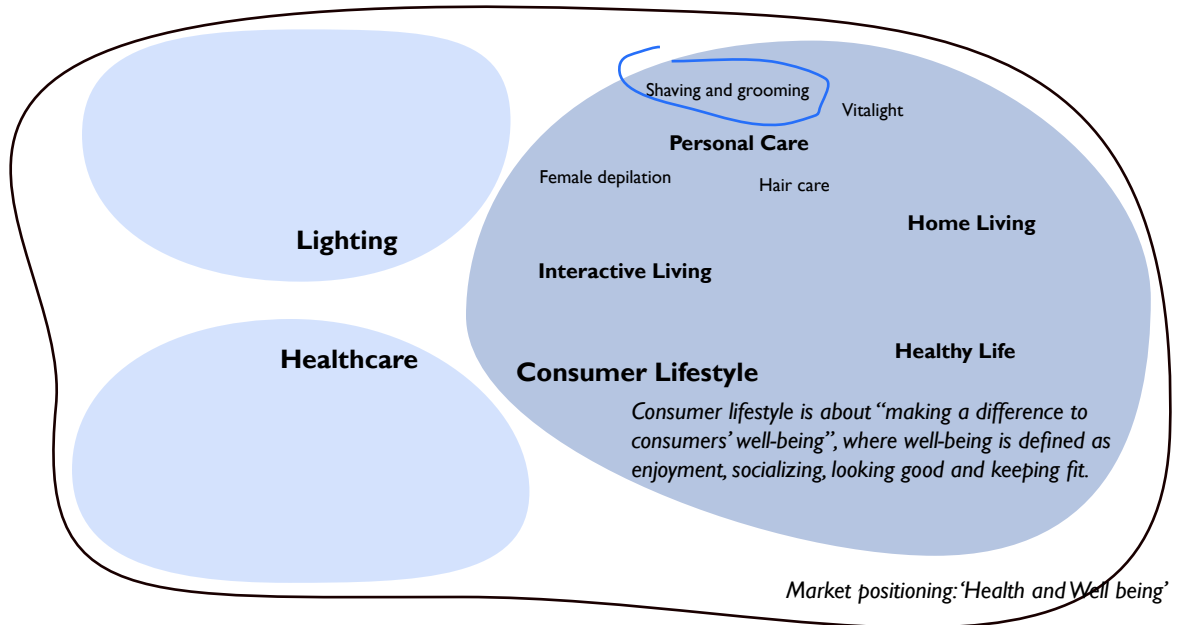 Shaving and grooming
Vitalight
Personal Care
Female depilation
Hair care
Home Living
Lighting
Interactive Living
Healthcare
Healthy Life
Consumer Lifestyle
Consumer lifestyle is about “making a difference to
consumers’ well-being”, where well-being is defined as
enjoyment, socializing, looking good and keeping fit.
Market positioning: ‘Health and Well being’